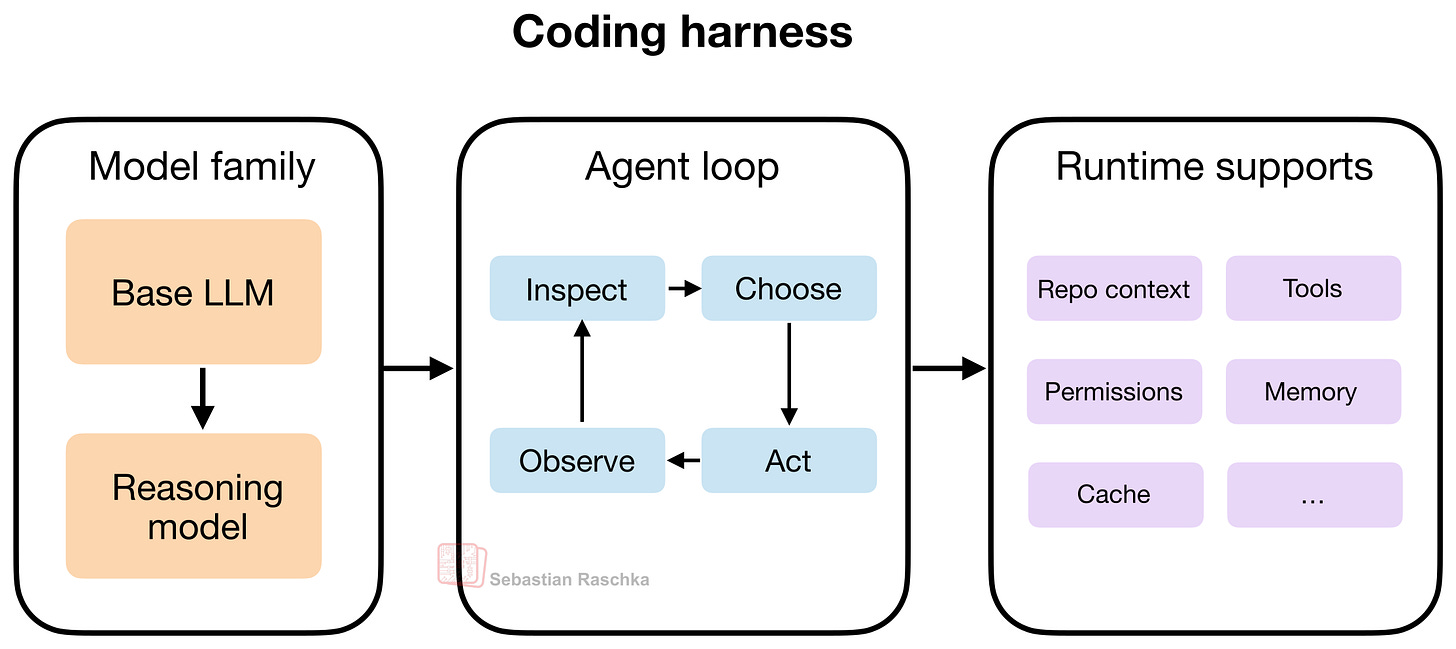 Coding harness
Model family
Base LLM
Reasoning
model
Agent loop
Inspect
Choose
Observe
Act
Runtime supports
Repo context
Tools
Permissions
Memory
Cache
...
Sebastian Raschka